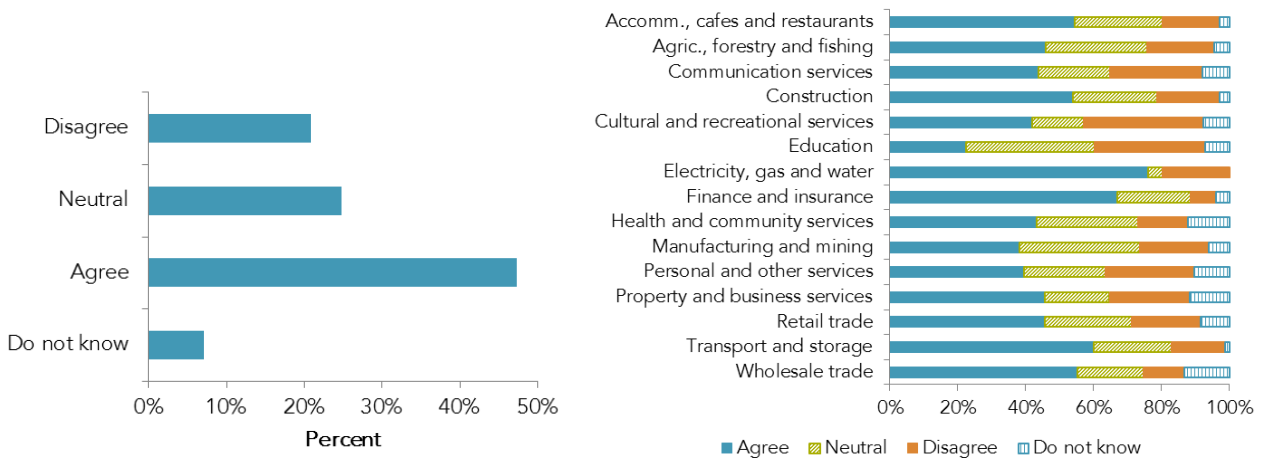 Disagree
Neutral
Agree
Do not know
0% 10% 20% 30% 40% 50%
Percent
Accomm., cafes and restaurants
Agric., forestry and fishing
Communication services
Construction
Cultural and recreational services
Education
Electricity, gas and water
Finance and insurance
Health and community services
Manufacturing and mining
Personal and other services
Property and business services
Retail trade
Transport and storage
Wholesale trade
0% 20% 40% 60% 80% 100%
Agree Neutral Disagree Do not know